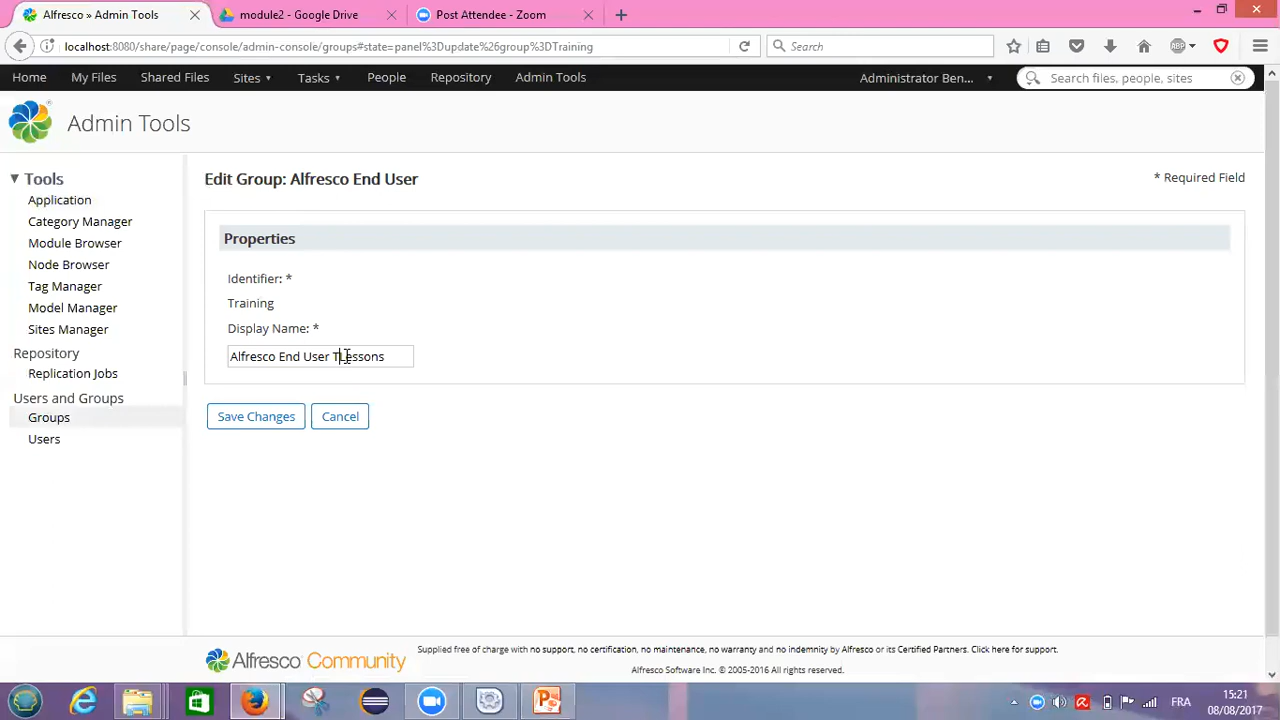 Alfresco » Admin Tools
module2 - Google Drive
Post Attendee - Zoom
localhost:8080/share/page/console/admin-console/groups#state=panel%3Dupdate%26group%3DTraining
Search
ABP
Home
My Files
Shared Files
Sites
Tasks
People
Repository
Admin Tools
Administrator Ben...
Search files, people, sites
Admin Tools
Tools
Application
Category Manager
Module Browser
Node Browser
Tag Manager
Model Manager
Sites Manager
Repository
Replication Jobs
Users and Groups
Groups
Users
Edit Group: Alfresco End User
* Required Field
Properties
Identifier: *
Training
Display Name: *
Alfresco End User TLessons
Save Changes
Cancel
Alfresco Community
Supplied free of charge with no support, no certification, no maintenance, no warranty and no indemnity by Alfresco or its Certified Partners. Click here for support.
Alfresco Software Inc. © 2005-2016 All rights reserved.
FRA
15:21
08/08/2017